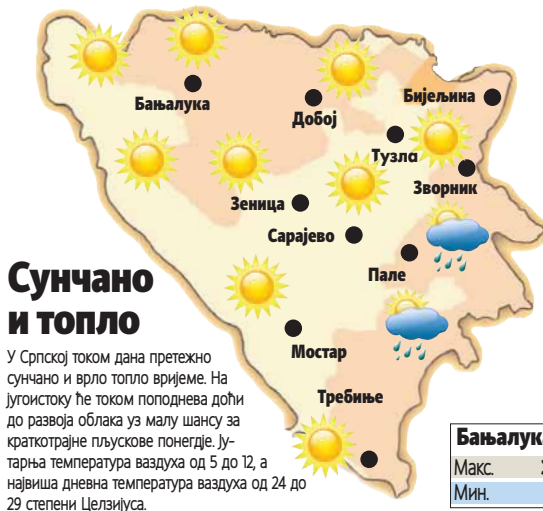 Бањалука
Добој
Бијељина
Тузла
Зворник
Зеница
Сарајево
Пале
Мостар
Требиње
Сунчано
и топло
У Српској током дана претежно
сунчано и врло топло вријеме. На
југоистоку ће током поподнева доћи
до развоја облака уз малу шансу за
краткотрајне пљускове понегдје. Ју-
тарња температура ваздуха од 5 до 12, а
највиша дневна температура ваздуха од 24 до
29 степени Целзијуса.
Бањалука
Макс.
Мин.